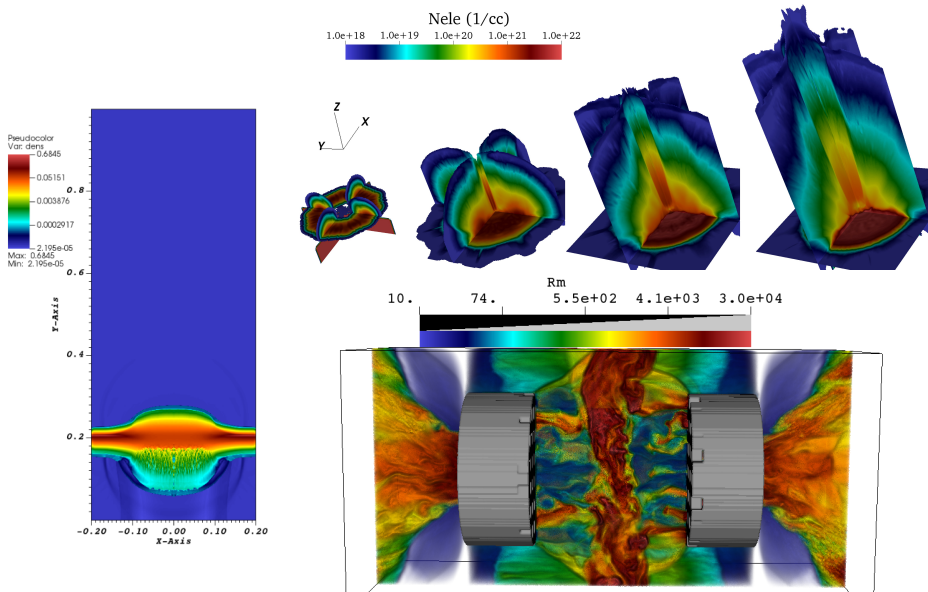 Nele (1/cc)
1.0e+18 1.0e+19 1.0e+20 1.0e+21 1.0e+22
Z
X
Y
Pseudocolor
Var: dens
0.6845
0.05151
0.003876
0.0002917
2.195e-05
Max: 0.6845
Min: 2.195e-05
0.8
0.6
0.4
0.2
Y-Axis
-0.20 -0.10 0.00 0.10 0.20
X-Axis
Rm
10. 74. 5.5e+02 4.1e+03 3.0e+04